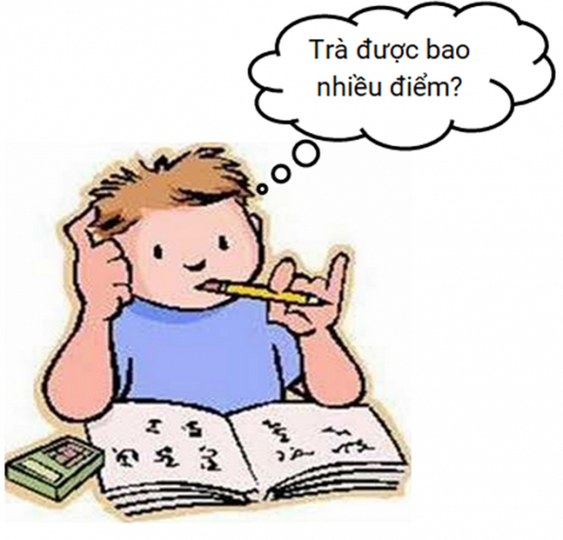 Trà được bao
nhiều điểm?